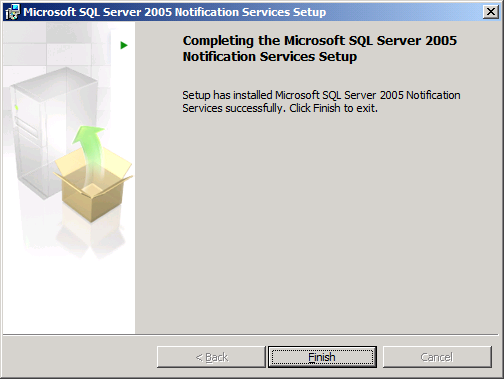 Microsoft SQL Server 2005 Notification Services Setup
Completing the Microsoft SQL Server 2005
Notification Services Setup
Setup has installed Microsoft SQL Server 2005 Notification
Services successfully. Click Finish to exit.
< Back
Finish
Cancel